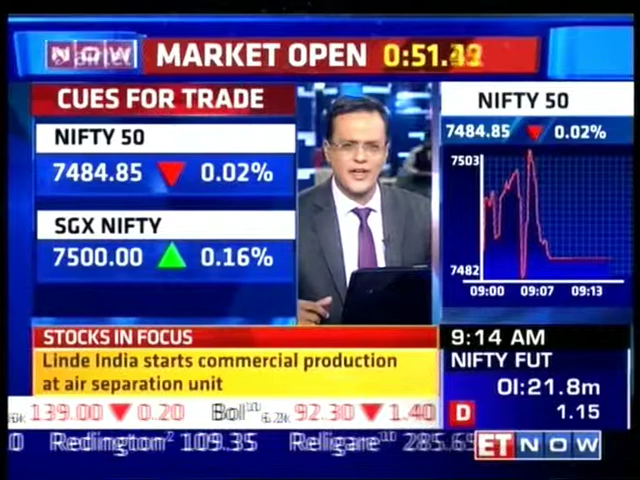 NOW
MARKET OPEN
CUES FOR TRADE
NIFTY 50
7484.85 ▼ 0.02%
SGX NIFTY
7500.00 ▲ 0.16%
NIFTY 50
7484.85 ▼ 0.02%
7503
7482
09:00 09:07 09:13
STOCKS IN FOCUS
Linde India starts commercial production
at air separation unit
9:14 AM
NIFTY FUT
OI:21.8m
D 1.15
139.00 ▼ 0.20 BoI 92.30 ▼ 1.40
Redington 109.35 Religare 285.65
ET NOW